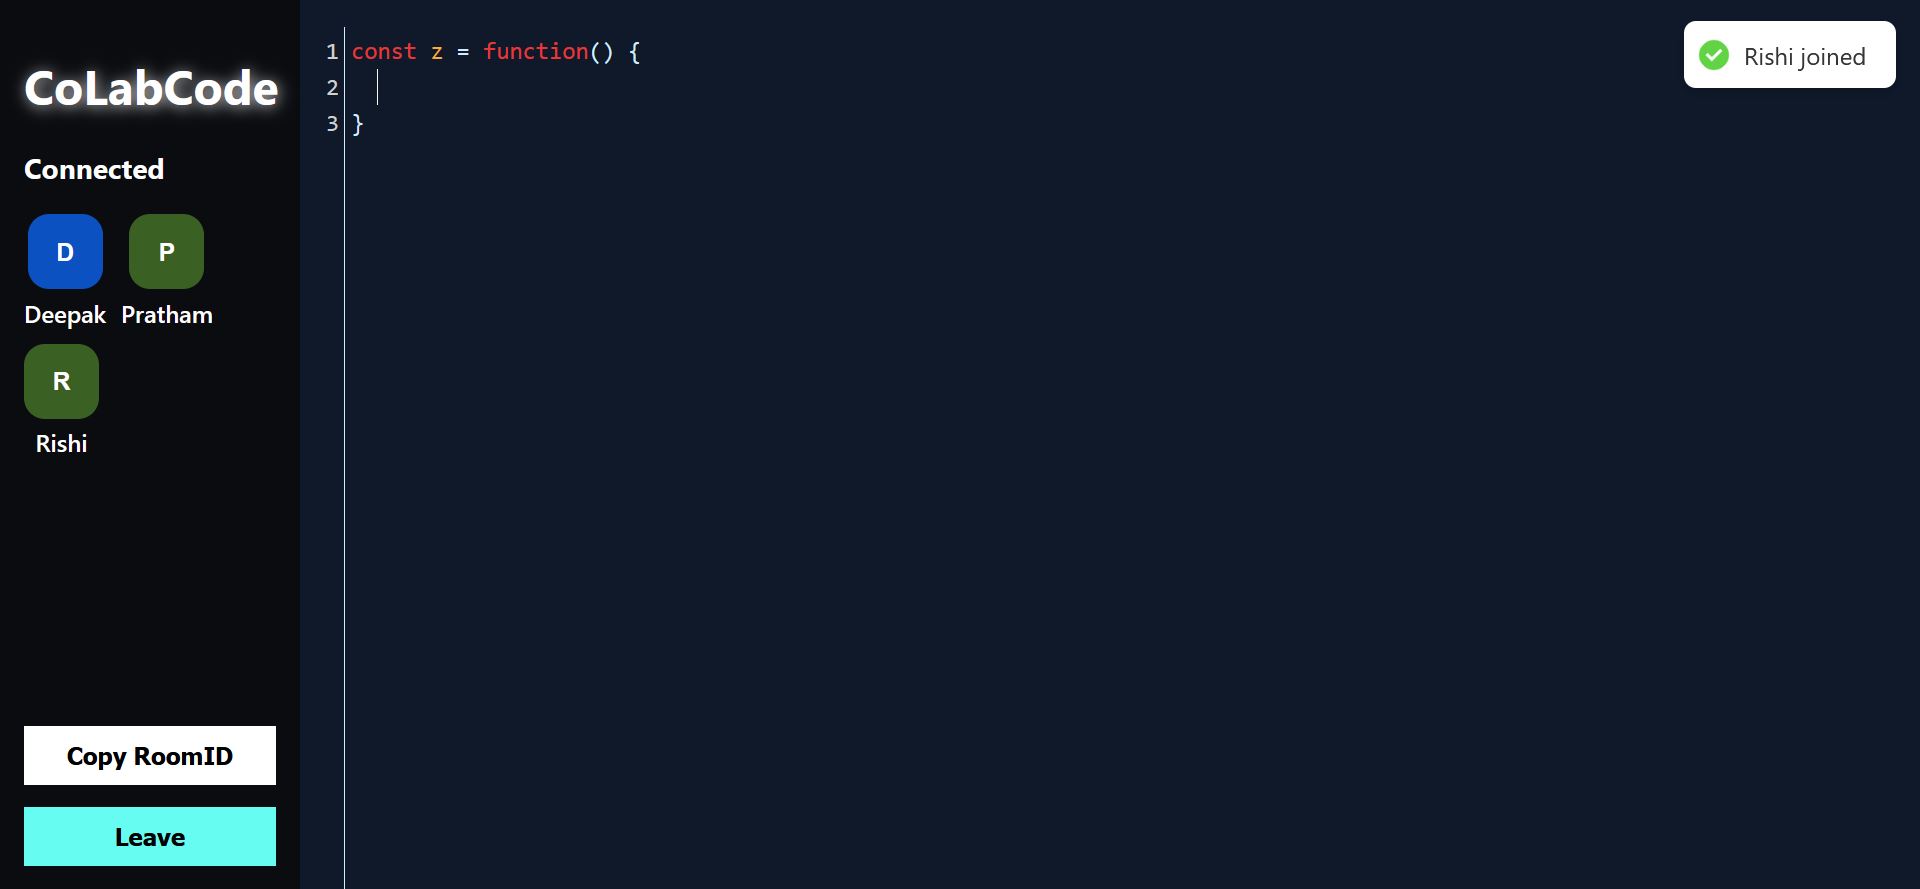 CoLabCode
Connected
D P
Deepak Pratham
R
Rishi
Copy RoomID
Leave
1 const z = function() {
2
3 }
Rishi joined